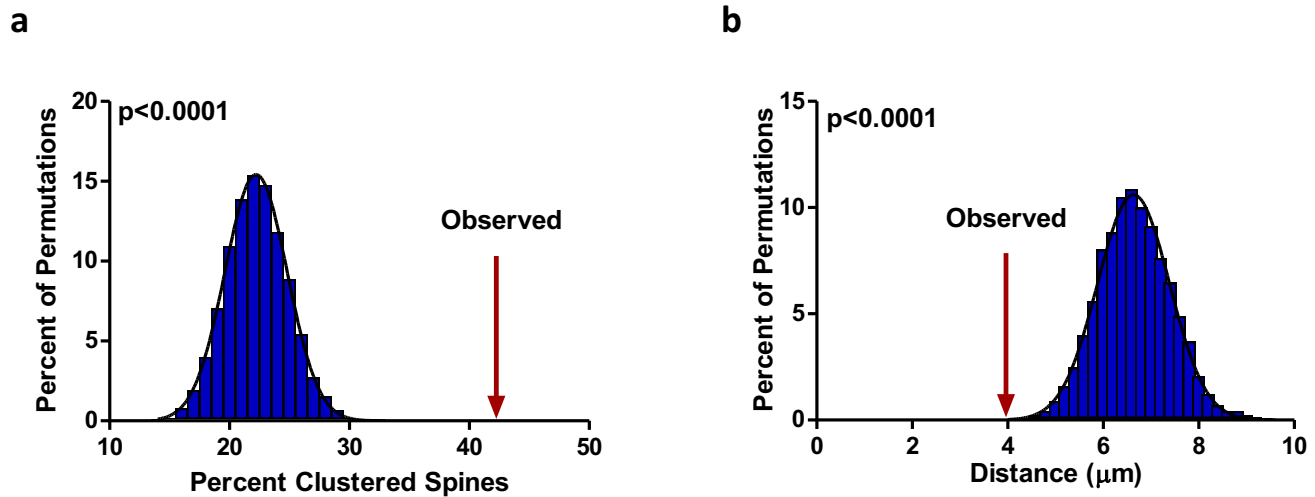 a
p<0.0001
20
15
10
5
0
Percent of Permutations
Observed
10 20 30 40 50
Percent Clustered Spines
b
p<0.0001
15
10
5
0
Percent of Permutations
Observed
0 2 4 6 8 10
Distance (μm)